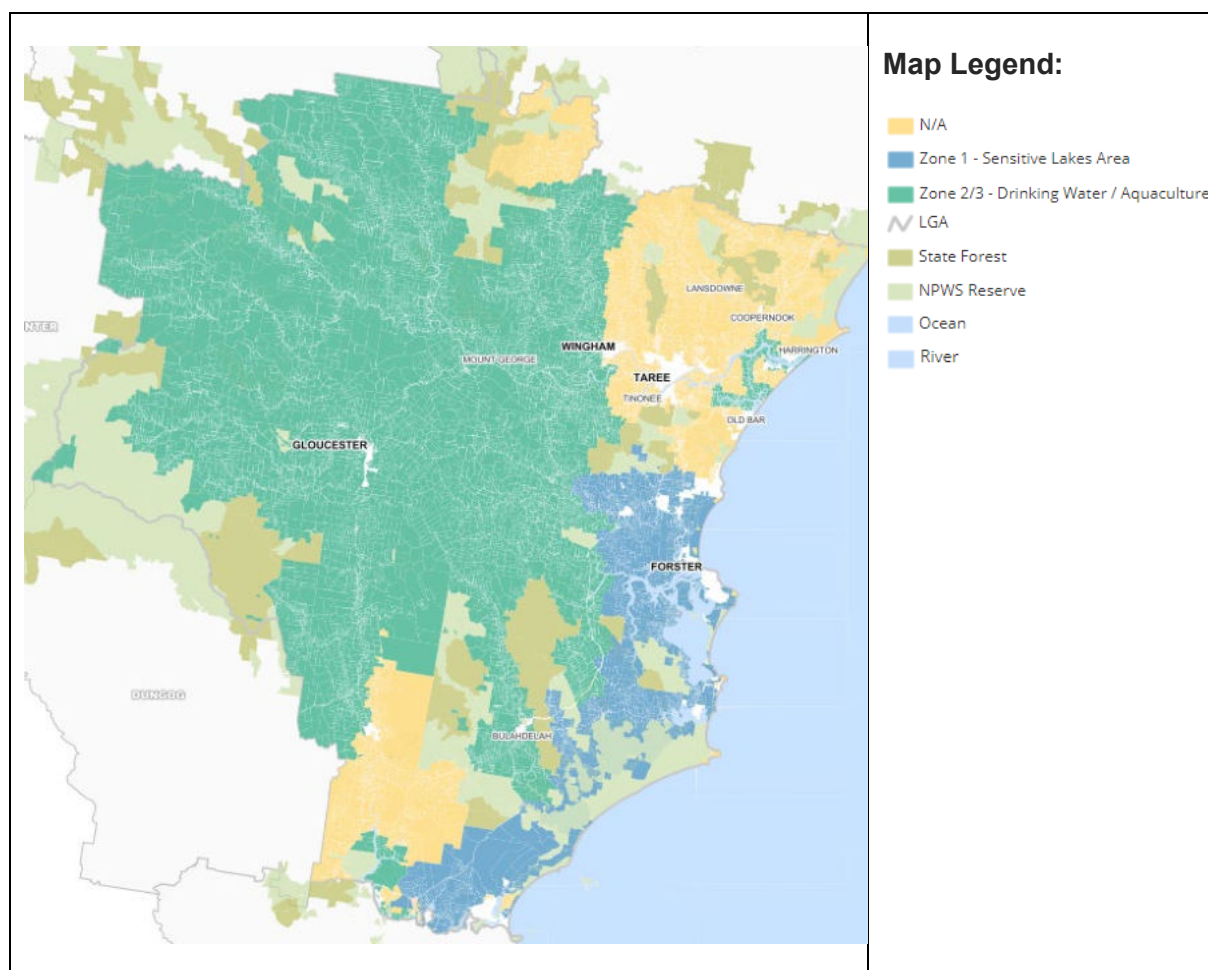 Map Legend:
N/A
Zone 1 - Sensitive Lakes Area
Zone 2/3 - Drinking Water / Aquaculture
LGA
State Forest
NPWS Reserve
Ocean
River
LANSDOWNE
COOPERNOOK
NTER
WINGHAM
HARRINGTON
MOUNT GEORGE
TAREE
TINONEE
OLD BAR
GLOUCESTER
FORSTER
DUNGOG
BULAHDELAH